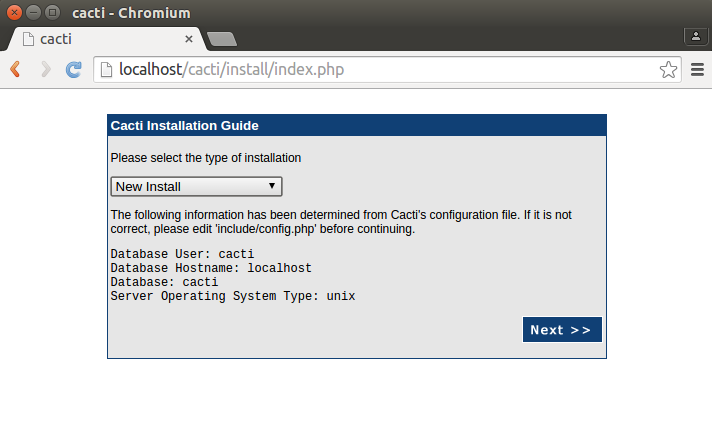 cacti - Chromium
cacti
localhost/cacti/install/index.php
Cacti Installation Guide
Please select the type of installation
New Install
The following information has been determined from Cacti's configuration file. If it is not
correct, please edit 'include/config.php' before continuing.
Database User: cacti
Database Hostname: localhost
Database: cacti
Server Operating System Type: unix
Next >>